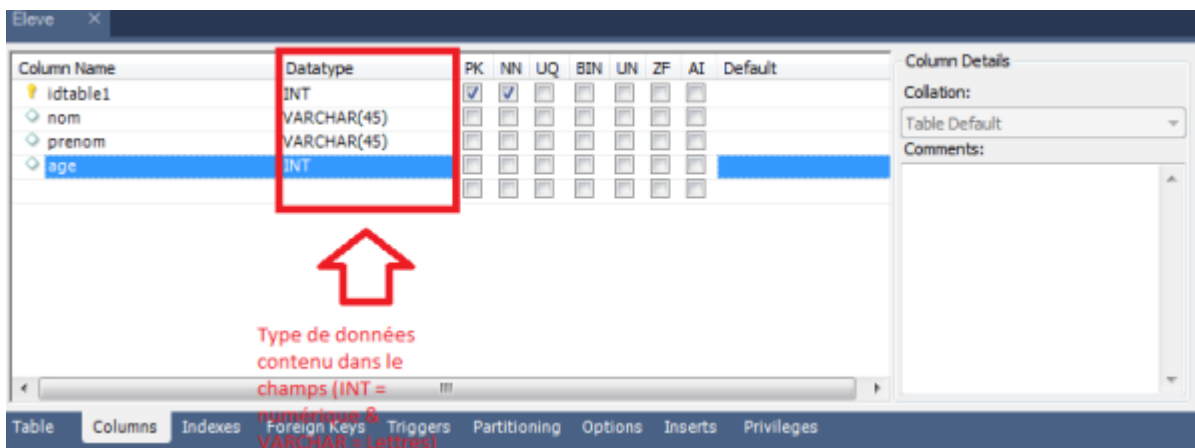 Eleve ×
Column Name Datatype PK NN UQ BIN UN ZF AI Default
idtable1 INT
nom VARCHAR(45)
prenom VARCHAR(45)
age INT
Column Details
Collation:
Table Default
Comments:
Type de données
contenu dans le
champs (INT =
numérique &
VARCHAR = Lettres)
Table Columns Indexes Foreign Keys Triggers Partitioning Options Inserts Privileges